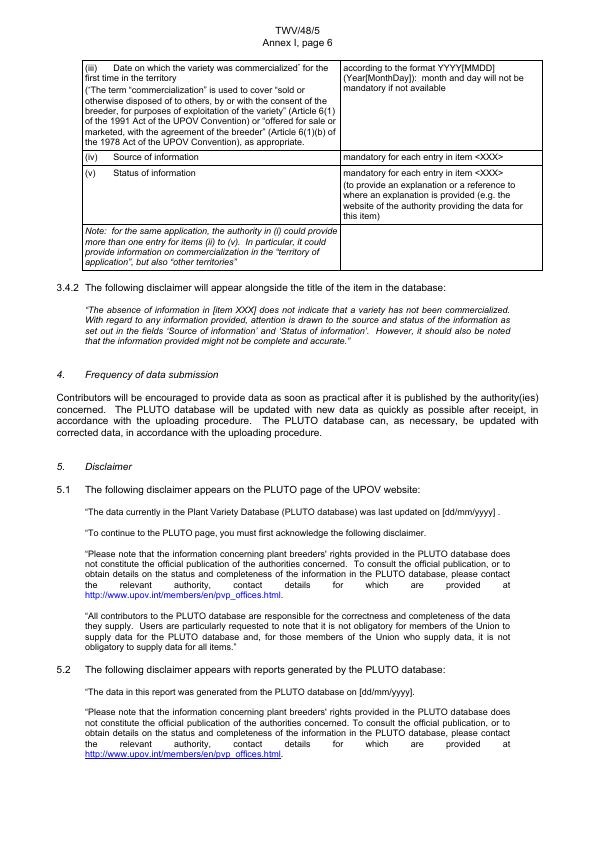 TWV/48/5
Annex I, page 6
(iii) Date on which the variety was commercialized* for the
first time in the territory
(*The term “commercialization” is used to cover “sold or
otherwise disposed of to others, by or with the consent of the
breeder, for purposes of exploitation of the variety” (Article 6(1)
of the 1991 Act of the UPOV Convention) or “offered for sale or
marketed, with the agreement of the breeder” (Article 6(1)(b) of
the 1978 Act of the UPOV Convention), as appropriate.
according to the format YYYY[MMDD]
(Year[MonthDay]): month and day will not be
mandatory if not available
(iv) Source of information
mandatory for each entry in item <XXX>
(v) Status of information
mandatory for each entry in item <XXX>
(to provide an explanation or a reference to
where an explanation is provided (e.g. the
website of the authority providing the data for
this item)
Note: for the same application, the authority in (i) could provide
more than one entry for items (ii) to (v). In particular, it could
provide information on commercialization in the “territory of
application”, but also “other territories”
3.4.2 The following disclaimer will appear alongside the title of the item in the database:
“The absence of information in [item XXX] does not indicate that a variety has not been commercialized.
With regard to any information provided, attention is drawn to the source and status of the information as
set out in the fields ‘Source of information’ and ‘Status of information’. However, it should also be noted
that the information provided might not be complete and accurate.”
4. Frequency of data submission
Contributors will be encouraged to provide data as soon as practical after it is published by the authority(ies)
concerned. The PLUTO database will be updated with new data as quickly as possible after receipt, in
accordance with the uploading procedure. The PLUTO database can, as necessary, be updated with
corrected data, in accordance with the uploading procedure.
5. Disclaimer
5.1 The following disclaimer appears on the PLUTO page of the UPOV website:
“The data currently in the Plant Variety Database (PLUTO database) was last updated on [dd/mm/yyyy] .
“To continue to the PLUTO page, you must first acknowledge the following disclaimer.
“Please note that the information concerning plant breeders' rights provided in the PLUTO database does
not constitute the official publication of the authorities concerned. To consult the official publication, or to
obtain details on the status and completeness of the information in the PLUTO database, please contact
the relevant authority, contact details for which are provided at
http://www.upov.int/members/en/pvp_offices.html.
“All contributors to the PLUTO database are responsible for the correctness and completeness of the data
they supply. Users are particularly requested to note that it is not obligatory for members of the Union to
supply data for the PLUTO database and, for those members of the Union who supply data, it is not
obligatory to supply data for all items.”
5.2 The following disclaimer appears with reports generated by the PLUTO database:
“The data in this report was generated from the PLUTO database on [dd/mm/yyyy].
“Please note that the information concerning plant breeders' rights provided in the PLUTO database does
not constitute the official publication of the authorities concerned. To consult the official publication, or to
obtain details on the status and completeness of the information in the PLUTO database, please contact
the relevant authority, contact details for which are provided at
http://www.upov.int/members/en/pvp_offices.html.